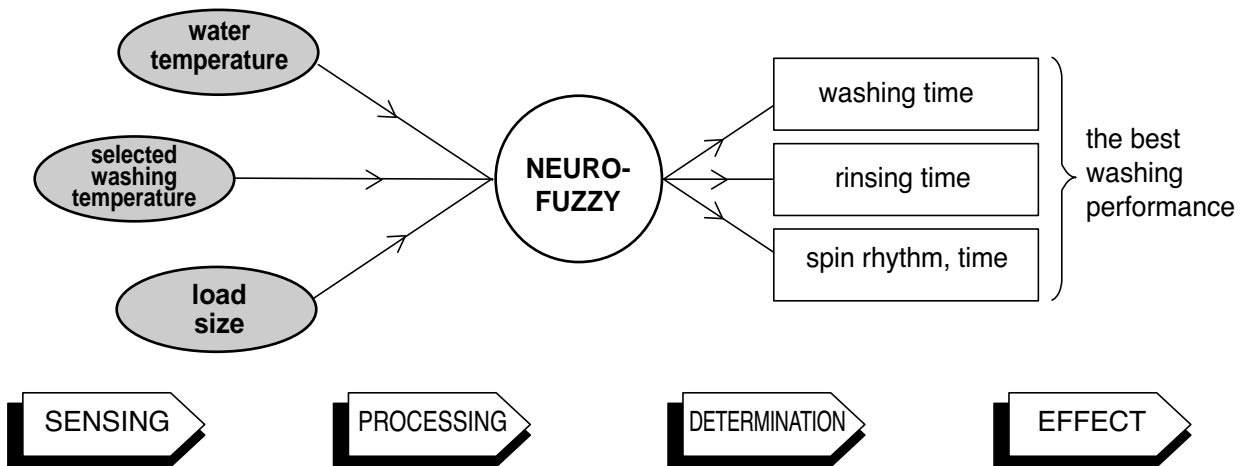 water
temperature
selected
washing
temperature
load
size
NEURO-
FUZZY
washing time
rinsing time
spin rhythm, time
the best
washing
performance
SENSING
PROCESSING
DETERMINATION
EFFECT